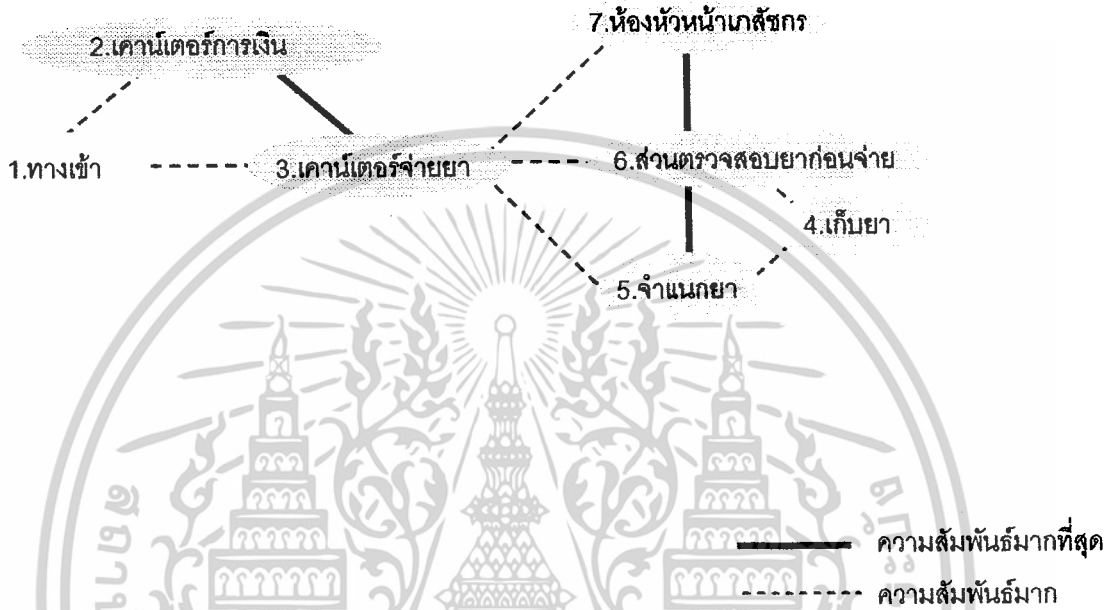 7.ห้องหัวหน้าเภสัชกร
2.เคาน์เตอร์การเงิน
1.ทางเข้า
3.เคาน์เตอร์จ่ายยา
6.ส่วนตรวจสอบยาก่อนจ่าย
4.เก็บยา
5.จำแนกยา
ความสัมพันธ์มากที่สุด
ความสัมพันธ์มาก